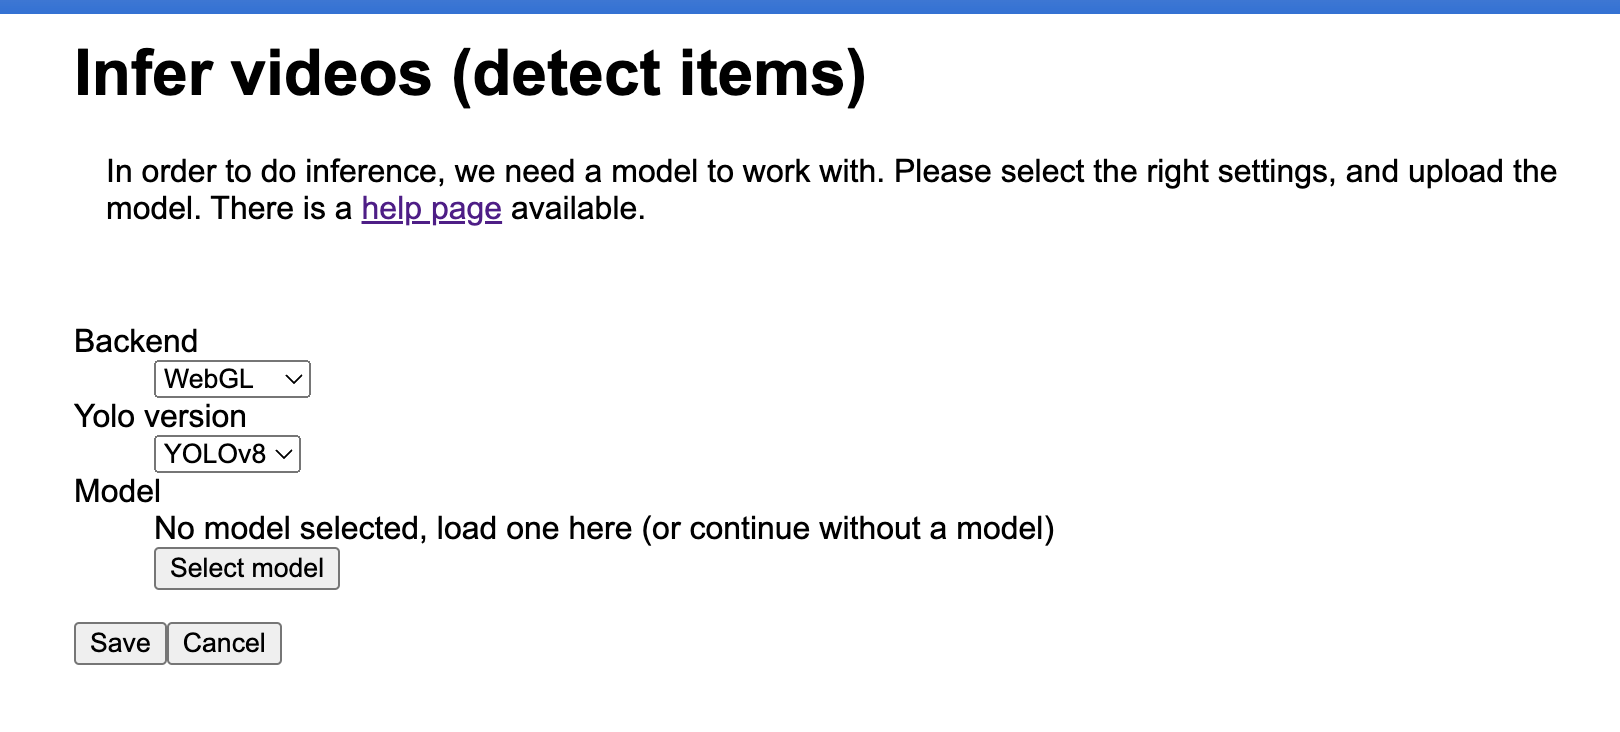 Infer videos (detect items)
In order to do inference, we need a model to work with. Please select the right settings, and upload the
model. There is a help page available.
Backend
WebGL
Yolo version
YOLOv8
Model
No model selected, load one here (or continue without a model)
Select model
Save Cancel